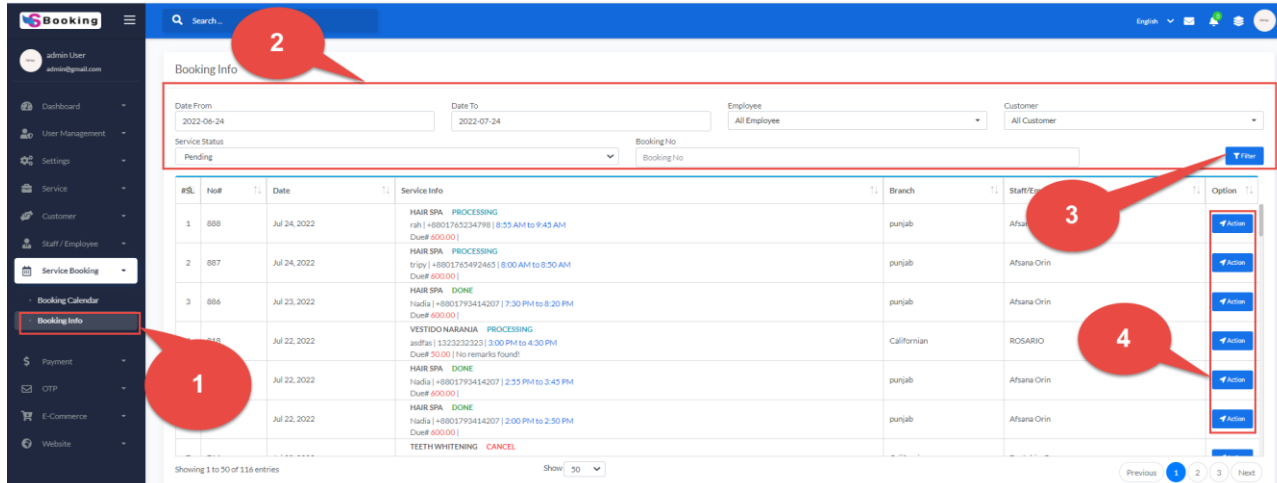 Booking
Search...
English
admin User
admin@gmail.com
Dashboard
User Management
Settings
Service
Customer
Staff / Employee
Service Booking
Booking Calendar
Booking Info
Payment
OTP
E-Commerce
Website
1
2
3
4
Booking Info
Date From
Date To
Employee
Customer
2022-06-24
2022-07-24
All Employee
All Customer
Service Status
Booking No
Pending
Booking No
Filter
#SL No# Date Service Info Branch Option
HAIR SPA PROCESSING
1 888 Jul 24, 2022 rah | +8801765234798 | 8:55 AM to 9:45 AM punjab Action
Due# 600.00 |
HAIR SPA PROCESSING
2 887 Jul 24, 2022 tripy | +8801765492465 | 8:00 AM to 8:50 AM punjab Afsana Orin Action
Due# 600.00 |
HAIR SPA DONE
3 886 Jul 23, 2022 Nadia | +8801793414207 | 7:30 PM to 8:20 PM punjab Afsana Orin Action
Due# 600.00 |
VESTIDO NARANJA PROCESSING
Jul 22, 2022 asdfas | 1323232323 | 3:00 PM to 4:30 PM Californian ROSARIO Action
Due# 50.00 | No remarks found!
HAIR SPA DONE
Jul 22, 2022 Nadia | +8801793414207 | 2:55 PM to 3:45 PM punjab Afsana Orin Action
Due# 600.00 |
HAIR SPA DONE
Jul 22, 2022 Nadia | +8801793414207 | 2:00 PM to 2:50 PM punjab Afsana Orin Action
Due# 600.00 |
TEETH WHITENING CANCEL
Showing 1 to 50 of 116 entries
Show 50
Previous 1 2 3 Next